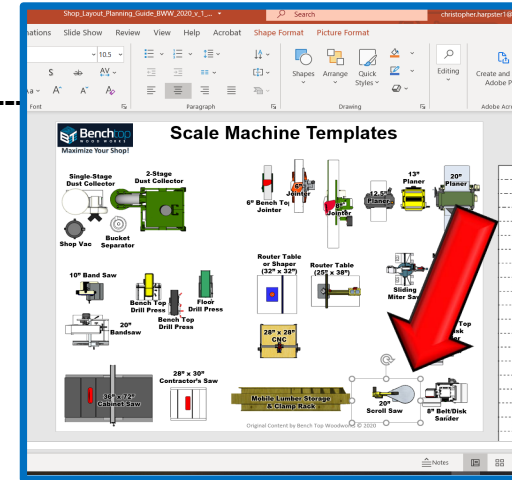 Shop_Layout_Planning_Guide_BWW_2020_v_1_...
Search
christopher.harpster1@
nations Slide Show Review View Help Acrobat Shape Format Picture Format
10.5
S ab AV
Aa A^ A˅ A
Shapes Arrange Quick
Styles
Editing
Create and
Adobe P
Font Paragraph Drawing Adobe Acr
BT Benchtop
WOOD WORKS
Maximize Your Shop!
Scale Machine Templates
Single-Stage
Dust Collector
2-Stage
Dust Collector
Shop Vac
Bucket
Separator
6" Bench Top
Jointer
6"
Jointer
8"
Jointer
12.5"
Planer
13"
Planer
20"
Planer
Router Table
or Shaper
(32" x 32")
Router Table
(25" x 38")
Sliding
Miter Saw
10" Band Saw
20"
Bandsaw
Bench Top
Drill Press
Bench Top
Drill Press
Floor
Drill Press
28" x 28"
CNC
Top
36" x 72"
Cabinet Saw
28" x 30"
Contractor's Saw
Mobile Lumber Storage
& Clamp Rack
20"
Scroll Saw
8" Belt/Disk
Sander
Original Content by Bench Top Woodworks © 2020
Notes